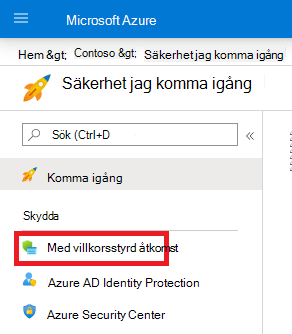 Microsoft Azure
Hem &gt; Contoso &gt; Säkerhet jag komma igång
Säkerhet jag komma igång
Sök (Ctrl+D
Komma igång
Skydda
Med villkorsstyrd åtkomst
Azure AD Identity Protection
Azure Security Center